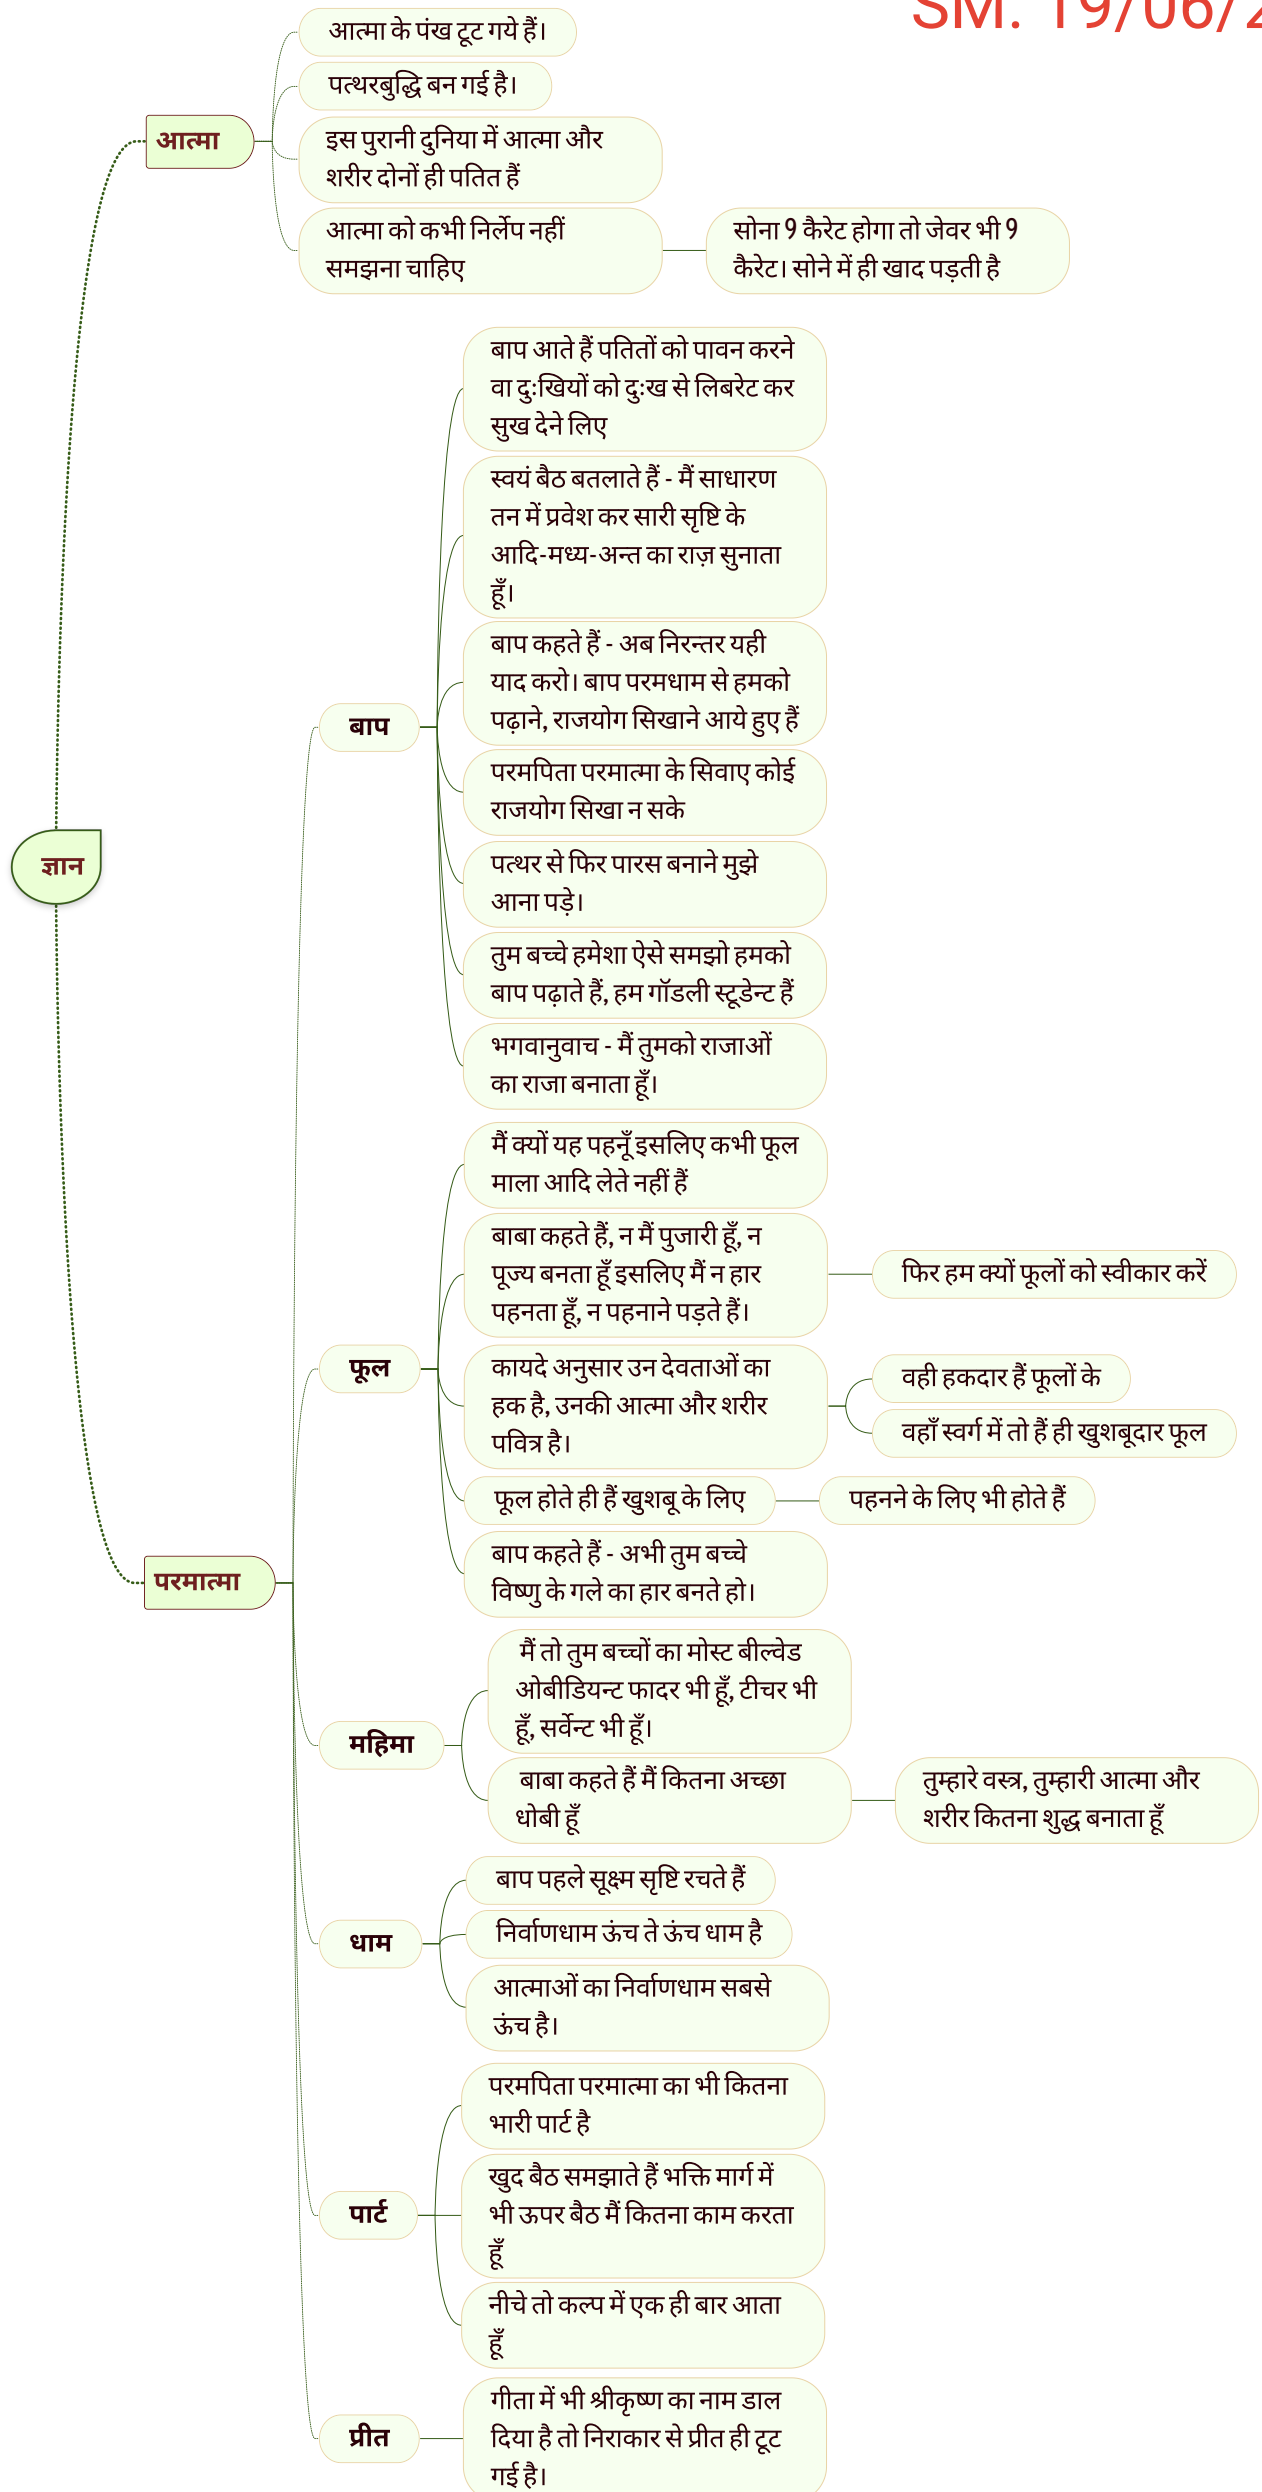 SM. 19/06/2
आत्मा के पंख टूट गये हैं।
पत्थरबुद्धि बन गई है।
आत्मा
इस पुरानी दुनिया में आत्मा और
शरीर दोनों ही पतित हैं
आत्मा को कभी निर्लेप नहीं
समझना चाहिए
सोना 9 कैरेट होगा तो जेवर भी 9
कैरेट। सोने में ही खाद पड़ती है
बाप आते हैं पतितों को पावन करने
वा दुःखियों को दुःख से लिबरेट कर
सुख देने लिए
स्वयं बैठ बतलाते हैं - मैं साधारण
तन में प्रवेश कर सारी सृष्टि के
आदि-मध्य-अन्त का राज़ सुनाता
हूँ।
बाप कहते हैं - अब निरन्तर यही
याद करो। बाप परमधाम से हमको
पढ़ाने, राजयोग सिखाने आये हुए हैं
बाप
परमपिता परमात्मा के सिवाए कोई
राजयोग सिखा न सके
पत्थर से फिर पारस बनाने मुझे
आना पड़े।
ज्ञान
तुम बच्चे हमेशा ऐसे समझो हमको
बाप पढ़ाते हैं, हम गॉडली स्टूडेन्ट हैं
भगवानुवाच - मैं तुमको राजाओं
का राजा बनाता हूँ।
मैं क्यों यह पहनूँ इसलिए कभी फूल
माला आदि लेते नहीं हैं
बाबा कहते हैं, न मैं पुजारी हूँ, न
पूज्य बनता हूँ इसलिए मैं न हार
पहनता हूँ, न पहनाने पड़ते हैं।
फिर हम क्यों फूलों को स्वीकार करें
फूल
कायदे अनुसार उन देवताओं का
हक है, उनकी आत्मा और शरीर
पवित्र है।
वही हकदार हैं फूलों के
वहाँ स्वर्ग में तो हैं ही खुशबूदार फूल
फूल होते ही हैं खुशबू के लिए
पहनने के लिए भी होते हैं
बाप कहते हैं - अभी तुम बच्चे
विष्णु के गले का हार बनते हो।
परमात्मा
मैं तो तुम बच्चों का मोस्ट बील्वेड
ओबीडियन्ट फादर भी हूँ, टीचर भी
हूँ, सर्वेन्ट भी हूँ।
महिमा
बाबा कहते हैं मैं कितना अच्छा
धोबी हूँ
तुम्हारे वस्त्र, तुम्हारी आत्मा और
शरीर कितना शुद्ध बनाता हूँ
बाप पहले सूक्ष्म सृष्टि रचते हैं
निर्वाणधाम ऊंच ते ऊंच धाम है
धाम
आत्माओं का निर्वाणधाम सबसे
ऊंच है।
परमपिता परमात्मा का भी कितना
भारी पार्ट है
खुद बैठ समझाते हैं भक्ति मार्ग में
भी ऊपर बैठ मैं कितना काम करता
हूँ
पार्ट
नीचे तो कल्प में एक ही बार आता
हूँ
गीता में भी श्रीकृष्ण का नाम डाल
दिया है तो निराकार से प्रीत ही टूट
गई है।
प्रीत